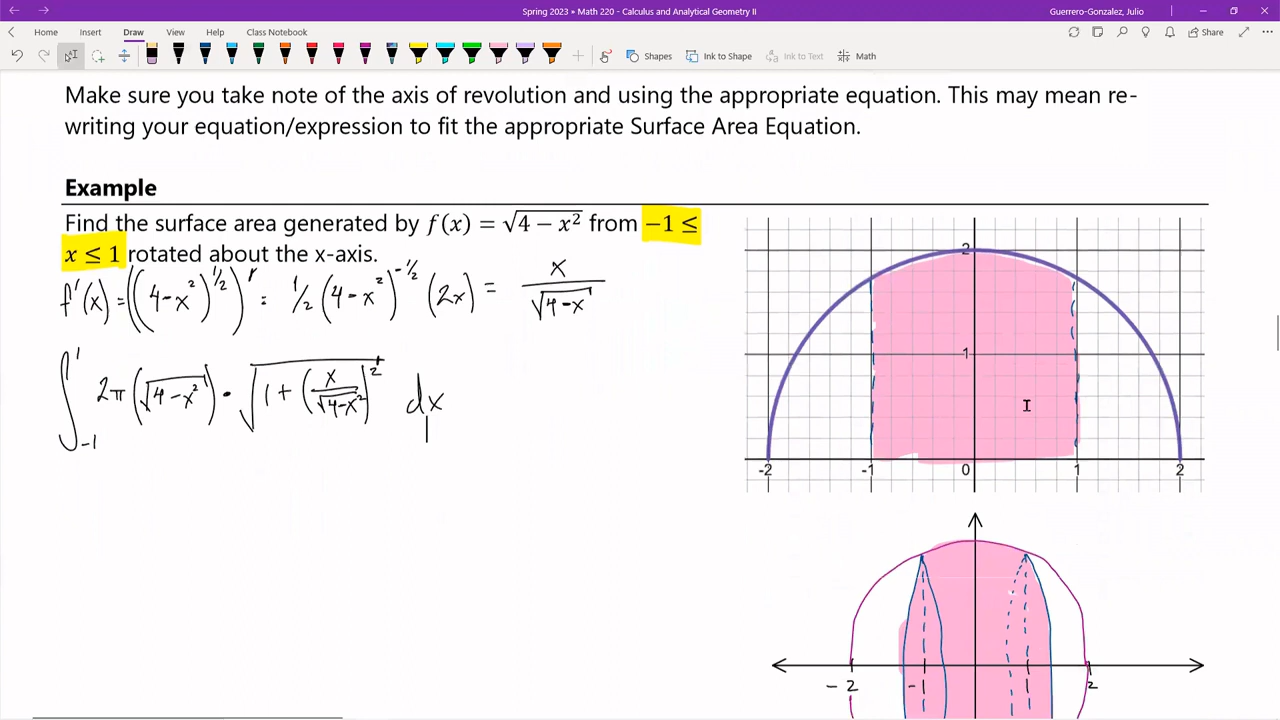 Spring 2023 » Math 220 - Calculus and Analytical Geometry II
Guerrero-Gonzalez, Julio
Home Insert Draw View Help Class Notebook
Share
Shapes Ink to Shape Ink to Text Math
Make sure you take note of the axis of revolution and using the appropriate equation. This may mean re-
writing your equation/expression to fit the appropriate Surface Area Equation.
Example
Find the surface area generated by f(x) = √(4 − x²) from −1 ≤
x ≤ 1 rotated about the x-axis.
f'(x) = ((4-x²)^1/2)' = 1/2 (4-x²)^-1/2 (2x) = x/√(4-x²)
∫_-1^1 2π(√(4-x²)) • √(1 + (x/√(4-x²))²) dx
2
1
-2 -1 0 1 2
-2 -1 1 2